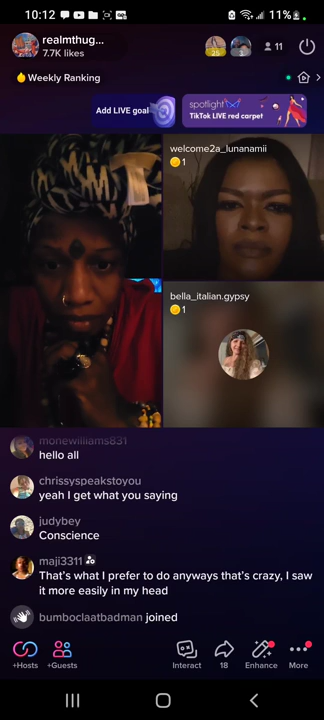 10:12
11%
realmthug...
7.7K likes
25
3
11
Weekly Ranking
Add LIVE goal
spotlight
TikTok LIVE red carpet
welcome2a_lunanamii
1
bella_italian.gypsy
1
monewilliams831
hello all
chrissyspeakstoyou
yeah I get what you saying
judybey
Conscience
maji3311
That's what I prefer to do anyways that's crazy, I saw
it more easily in my head
bumboclaatbadman joined
+Hosts
+Guests
Interact
18
Enhance
More